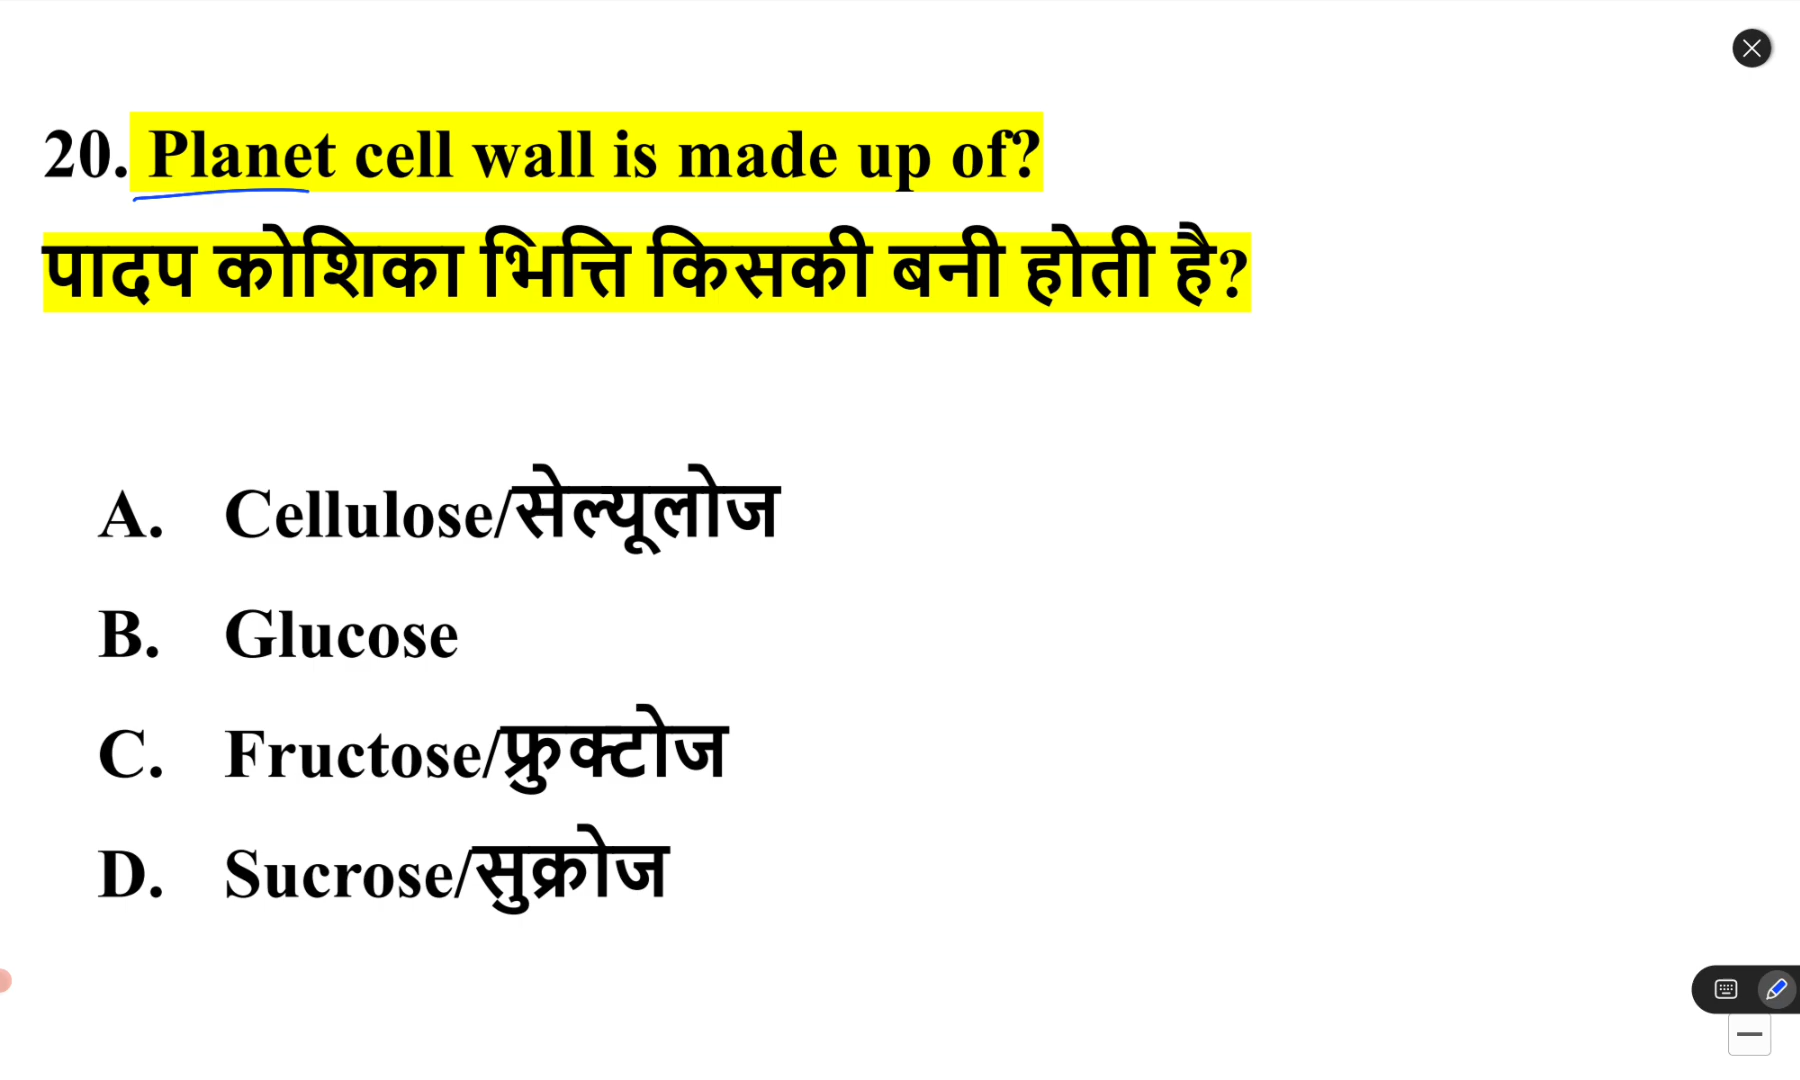 20. Planet cell wall is made up of?
पादप कोशिका भित्ति किसकी बनी होती है?
A. Cellulose/सेल्यूलोज
B. Glucose
C. Fructose/फ्रुक्टोज
D. Sucrose/सुक्रोज